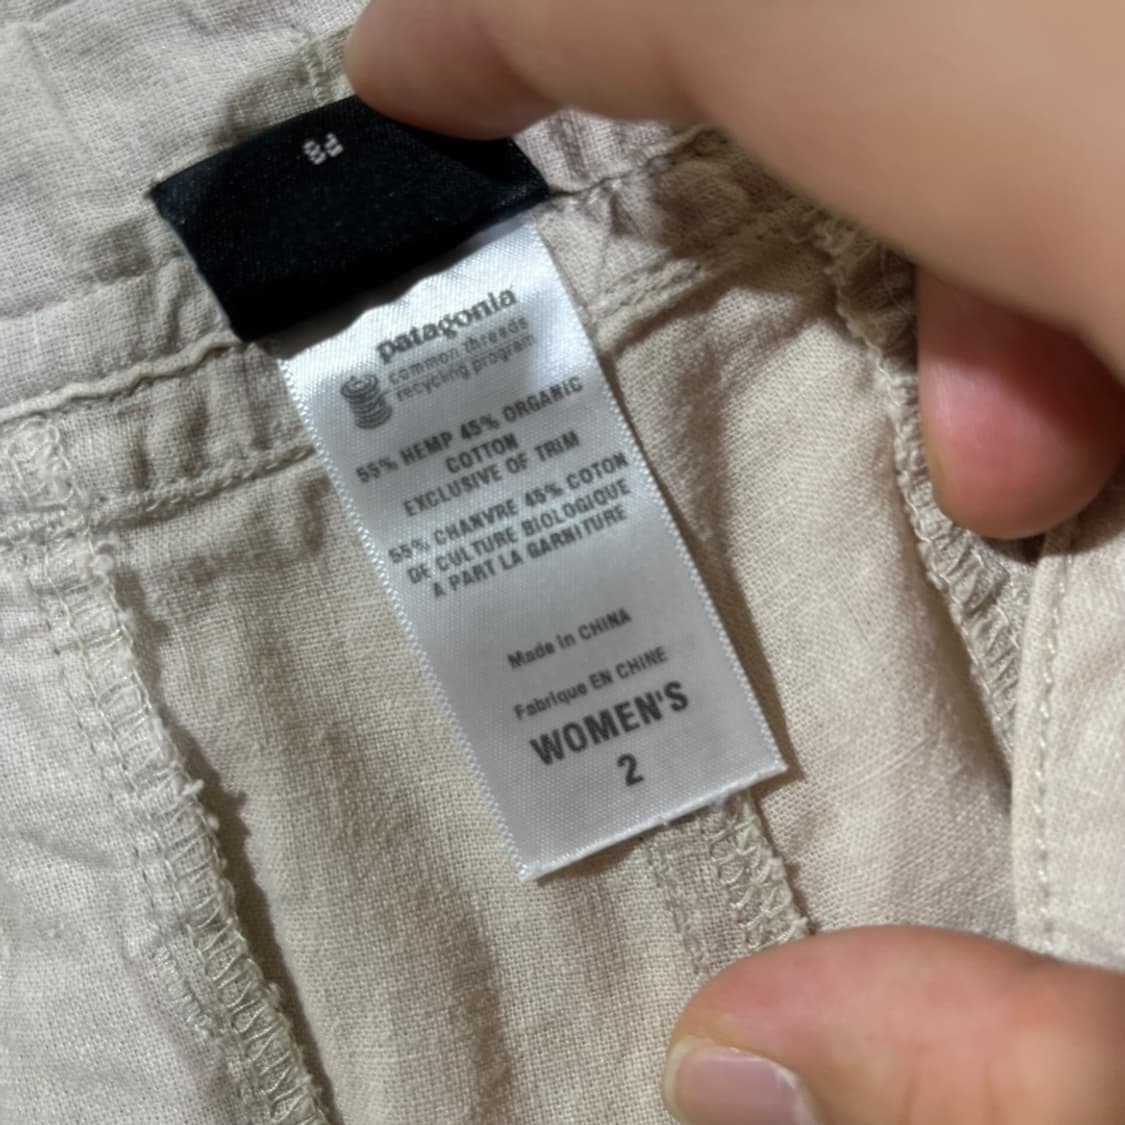 patagonia
common threads
recycling program
55% HEMP 45% ORGANIC
COTTON
EXCLUSIVE OF TRIM
55% CHANVRE 45% COTON
DE CULTURE BIOLOGIQUE
A PART LA GARNITURE
Made in CHINA
Fabrique EN CHINE
WOMEN'S
2